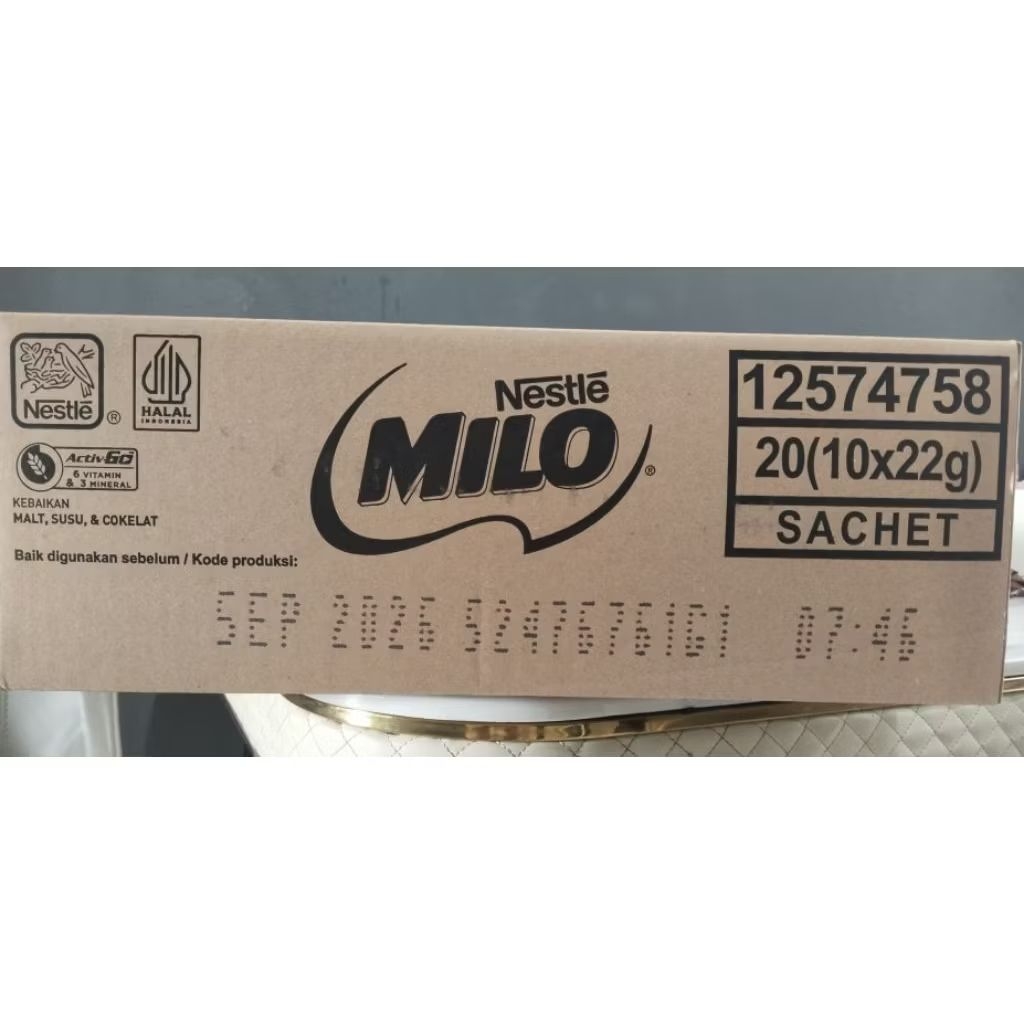 Nestlé ®
HALAL
INDONESIA
Activ-Go
6 VITAMIN
& 3 MINERAL
KEBAIKAN
MALT, SUSU, & COKELAT
Nestlé
MILO ®
12574758
20(10x22g)
SACHET
Baik digunakan sebelum / Kode produksi:
SEP 2026 52476761G1 07:46